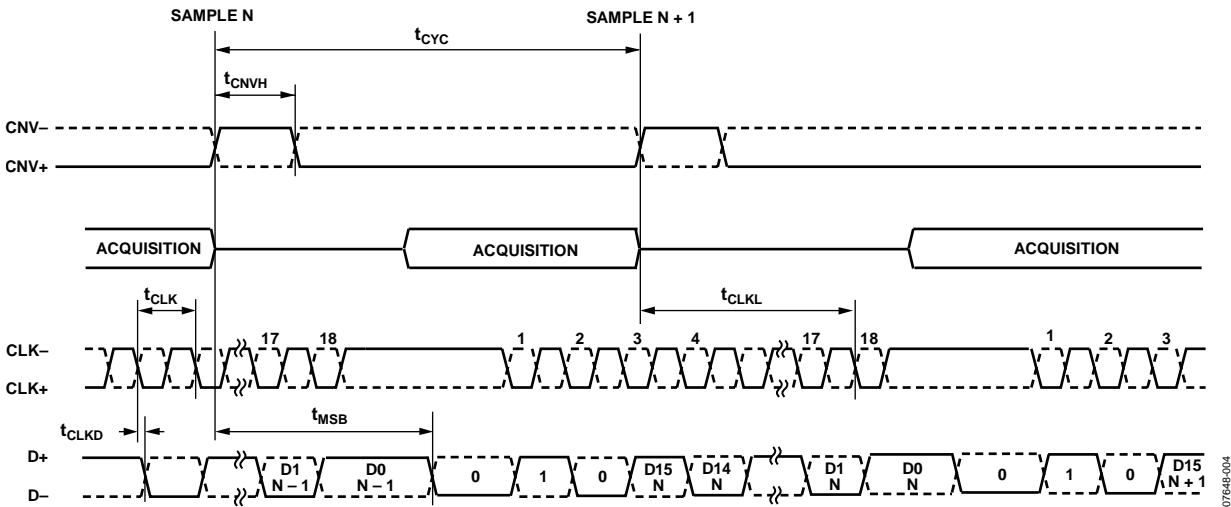 SAMPLE N
SAMPLE N + 1
tCYC
tCNVH
CNV–
CNV+
ACQUISITION
ACQUISITION
ACQUISITION
tCLK
tCLKL
CLK–
CLK+
17 18 1 2 3 4 17 18 1 2 3
tCLKD
tMSB
D+
D–
D1 N – 1
D0 N – 1
0
1
0
D15 N
D14 N
D1 N
D0 N
0
1
0
D15 N + 1
07648-004